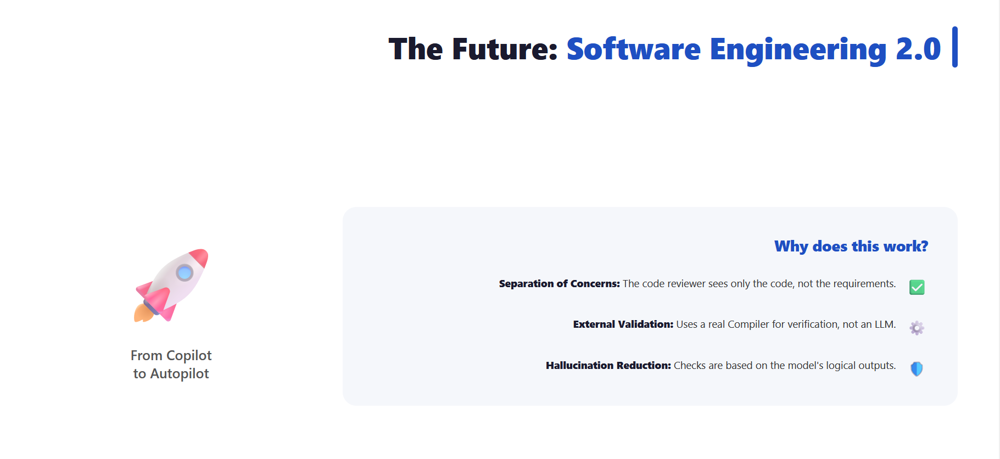 The Future: Software Engineering 2.0
Why does this work?
Separation of Concerns: The code reviewer sees only the code, not the requirements.
External Validation: Uses a real Compiler for verification, not an LLM.
Hallucination Reduction: Checks are based on the model's logical outputs.
From Copilot
to Autopilot